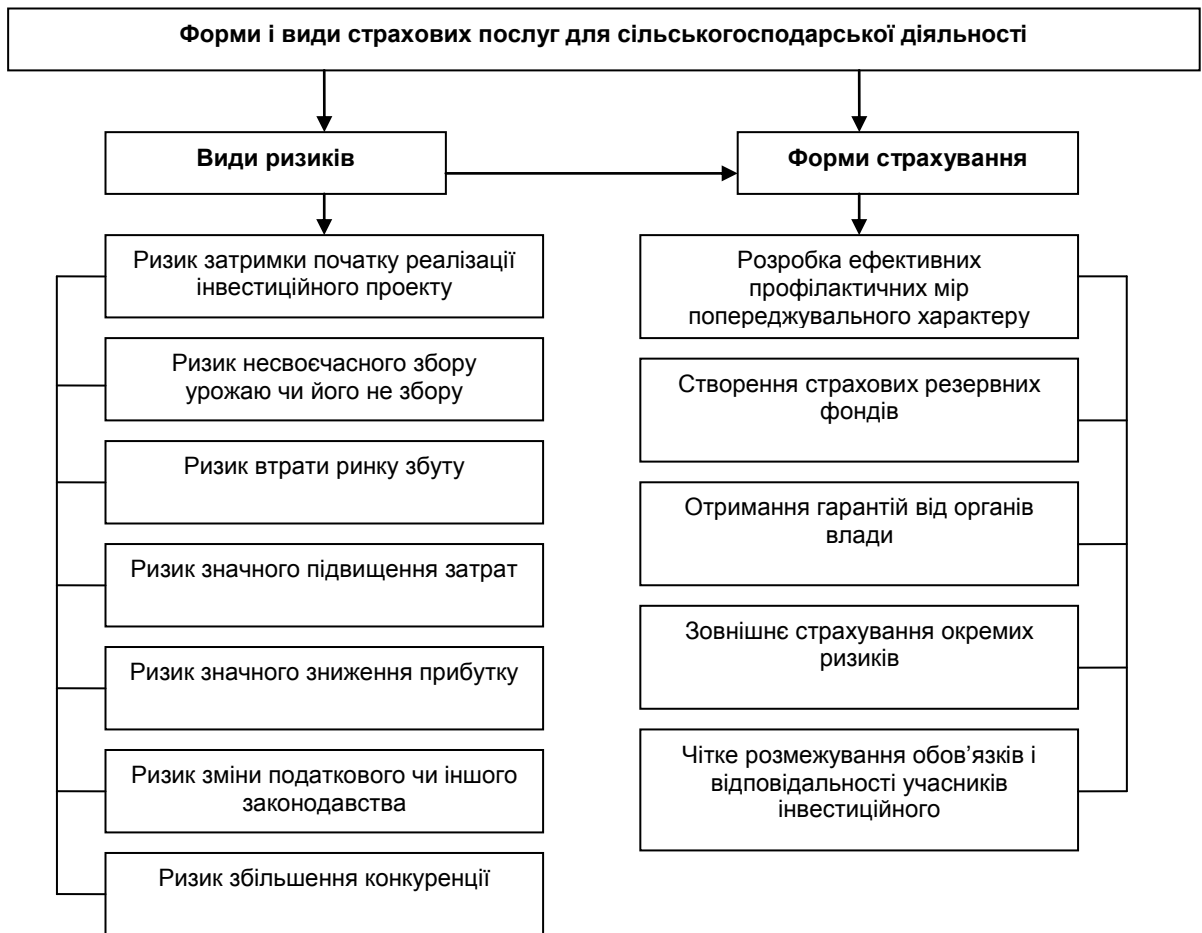 Форми і види страхових послуг для сільськогосподарської діяльності
Види ризиків
Форми страхування
Ризик затримки початку реалізації
інвестиційного проекту
Ризик несвоєчасного збору
урожаю чи його не збору
Ризик втрати ринку збуту
Ризик значного підвищення затрат
Ризик значного зниження прибутку
Ризик зміни податкового чи іншого
законодавства
Ризик збільшення конкуренції
Розробка ефективних
профілактичних мір
попереджувального характеру
Створення страхових резервних
фондів
Отримання гарантій від органів
влади
Зовнішнє страхування окремих
ризиків
Чітке розмежування обов’язків і
відповідальності учасників
інвестиційного